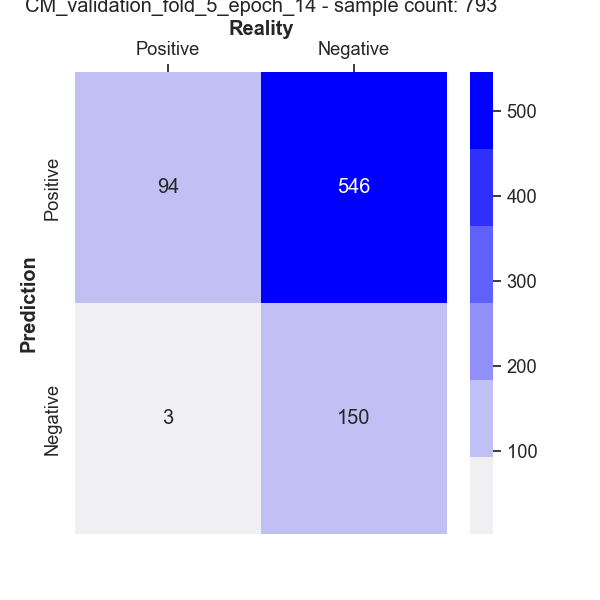 CM_validation_fold_5_epoch_14 - sample count: 793
Reality
Positive Negative
Prediction
Positive
94 546
Negative
3 150
500
400
300
200
100